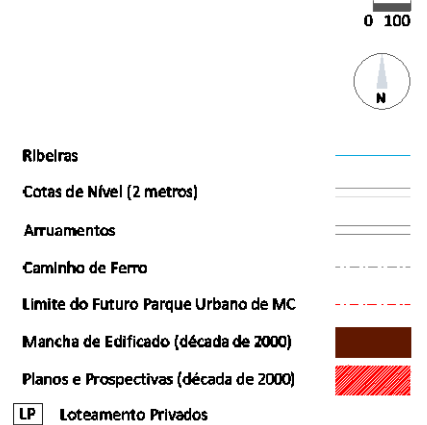 0 100
N
Ribeiras
Cotas de Nível (2 metros)
Arruamentos
Caminho de Ferro
Limite do Futuro Parque Urbano de MC
Mancha de Edificado (década de 2000)
Planos e Prospectivas (década de 2000)
LP Loteamento Privados